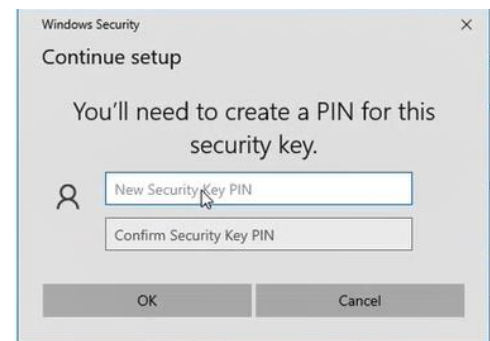 Windows Security
Continue setup
You'll need to create a PIN for this
security key.
New Security Key PIN
Confirm Security Key PIN
OK Cancel